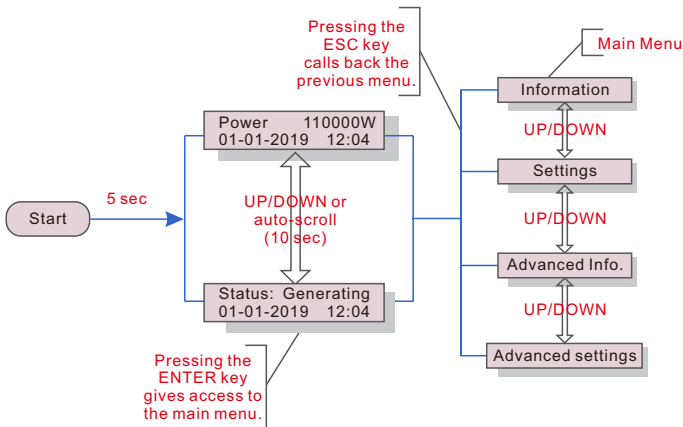 Pressing the
ESC key
calls back the
previous menu.
Main Menu
Power 110000W
01-01-2019 12:04
Information
UP/DOWN
Settings
5 sec
Start
UP/DOWN or
auto-scroll
(10 sec)
UP/DOWN
Advanced Info.
Status: Generating
01-01-2019 12:04
UP/DOWN
Advanced settings
Pressing the
ENTER key
gives access to
the main menu.